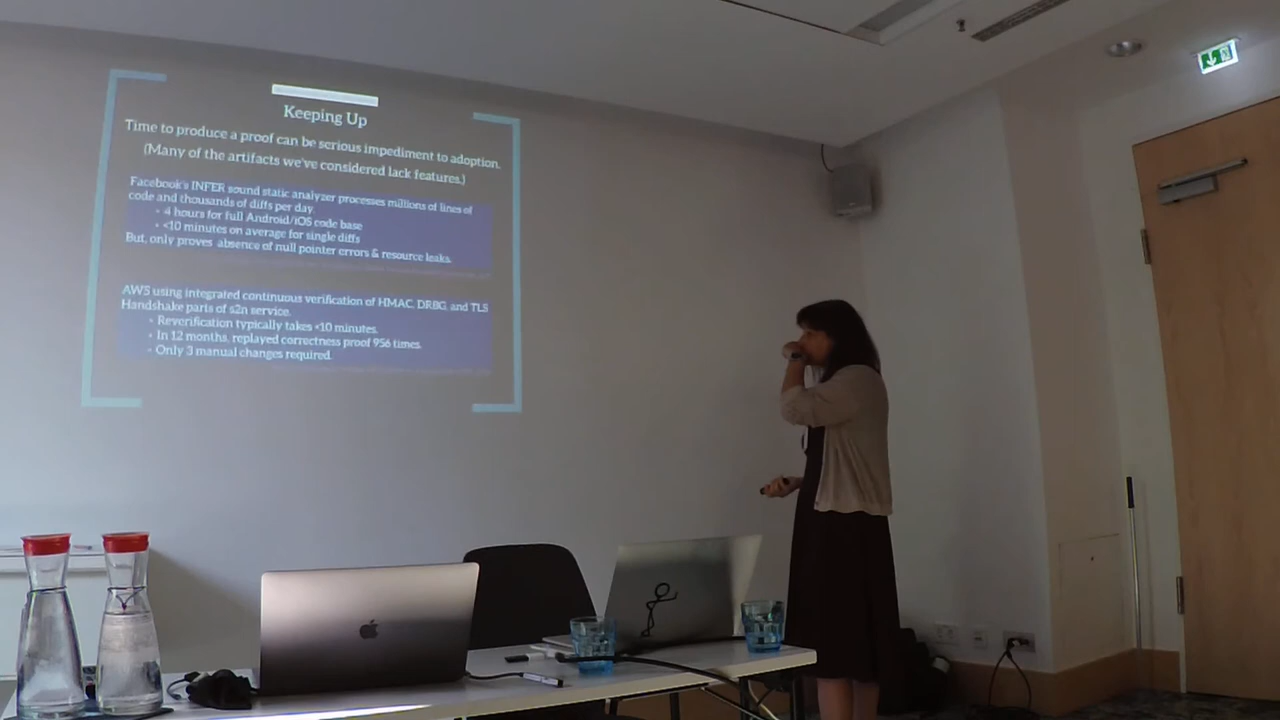 Keeping Up
Time to produce a proof can be serious impediment to adoption.
(Many of the artifacts we've considered lack features.)
Facebook's INFER sound static analyzer processes millions of lines of
code and thousands of diffs per day.
• 4 hours for full Android/iOS code base
• <10 minutes on average for single diffs
But, only proves absence of null pointer errors & resource leaks.
AWS using integrated continuous verification of HMAC, DRBG, and TLS
Handshake parts of s2n service.
• Reverification typically takes <10 minutes.
• In 12 months, replayed correctness proof 956 times.
• Only 3 manual changes required.